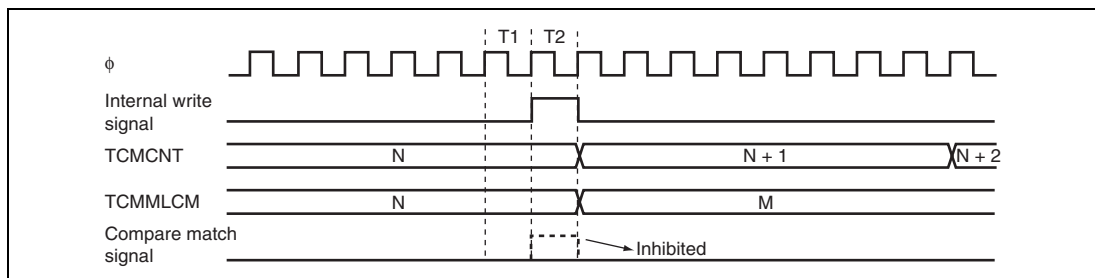 T1 T2
φ
Internal write
signal
TCMCNT N N + 1 N + 2
TCMMLCM N M
Compare match
signal
Inhibited